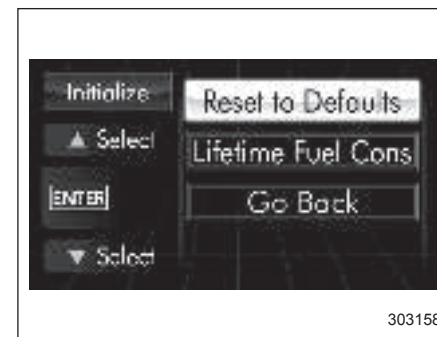 Initialize
Reset to Defaults
▲ Select
Lifetime Fuel Cons
ENTER
Go Back
▼ Select
303158